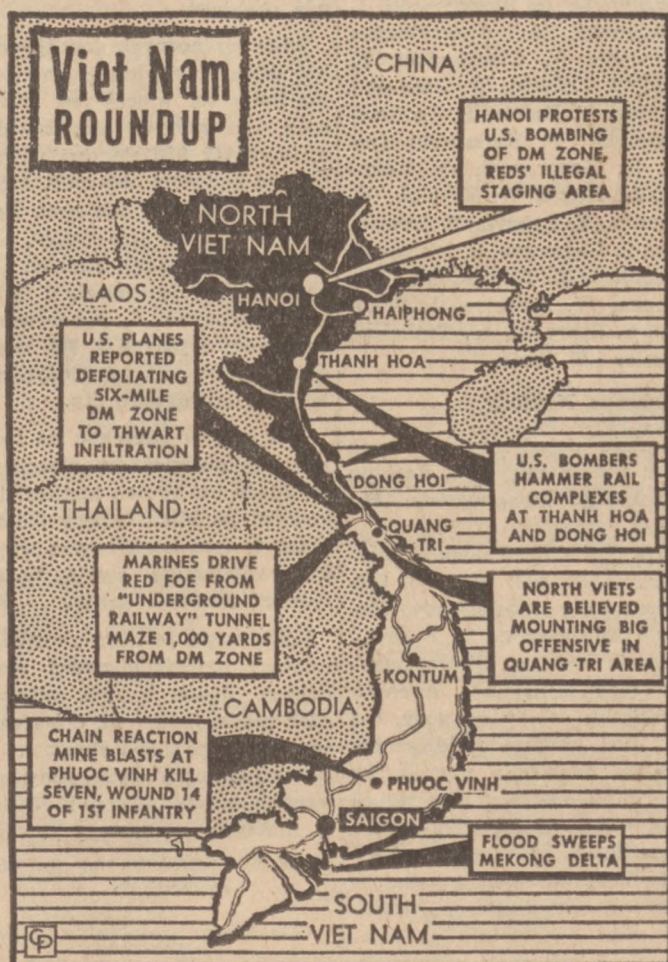 Viet Nam
ROUNDUP
CHINA
HANOI PROTESTS
U.S. BOMBING
OF DM ZONE,
REDS' ILLEGAL
STAGING AREA
NORTH
VIET NAM
LAOS
HANOI
HAIPHONG
U.S. PLANES
REPORTED
DEFOLIATING
SIX-MILE
DM ZONE
TO THWART
INFILTRATION
THANH HOA
DONG HOI
U.S. BOMBERS
HAMMER RAIL
COMPLEXES
AT THANH HOA
AND DONG HOI
THAILAND
QUANG
TRI
MARINES DRIVE
RED FOE FROM
"UNDERGROUND
RAILWAY" TUNNEL
MAZE 1,000 YARDS
FROM DM ZONE
NORTH VIETS
ARE BELIEVED
MOUNTING BIG
OFFENSIVE IN
QUANG TRI AREA
KONTUM
CAMBODIA
CHAIN REACTION
MINE BLASTS AT
PHUOC VINH KILL
SEVEN, WOUND 14
OF 1ST INFANTRY
PHUOC VINH
SAIGON
FLOOD SWEEPS
MEKONG DELTA
SOUTH
VIET NAM
CP